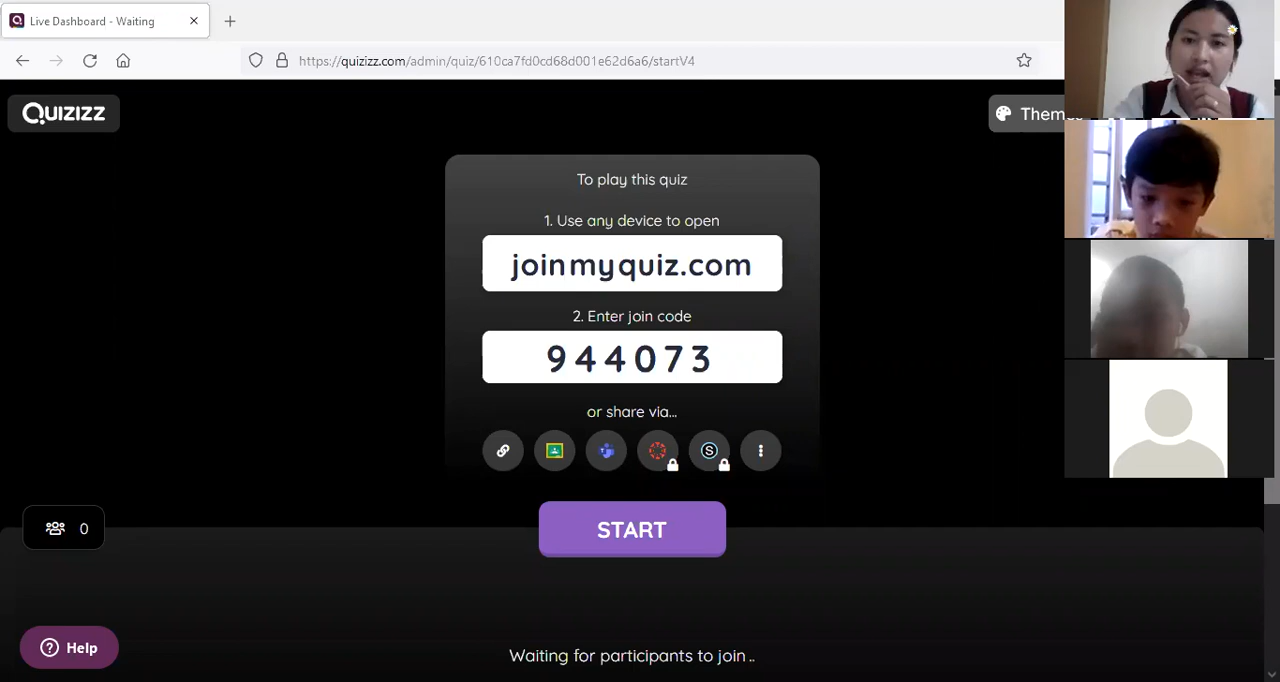 Live Dashboard - Waiting
https://quizizz.com/admin/quiz/610ca7fd0cd68d001e62d6a6/startV4
QUIZIZZ
To play this quiz
1. Use any device to open
joinmyquiz.com
2. Enter join code
944073
or share via...
S
0
START
Help
Waiting for participants to join ..